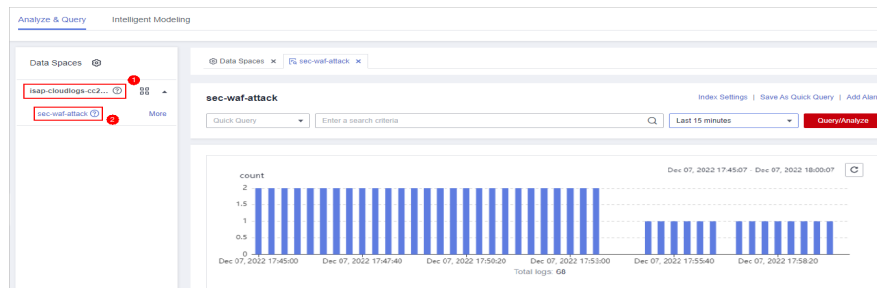 Analyze & Query Intelligent Modeling
Data Spaces
Data Spaces × sec-waf-attack ×
1
isap-cloudlogs-cc2...
sec-waf-attack 2 More
sec-waf-attack
Index Settings | Save As Quick Query | Add Alarm
Quick Query Enter a search criteria Last 15 minutes Query/Analyze
Dec 07, 2022 17:45:07 - Dec 07, 2022 18:00:07
count
2
1.5
1
0.5
0
Dec 07, 2022 17:45:00 Dec 07, 2022 17:47:40 Dec 07, 2022 17:50:20 Dec 07, 2022 17:53:00 Dec 07, 2022 17:55:40 Dec 07, 2022 17:58:20
Total logs: 68